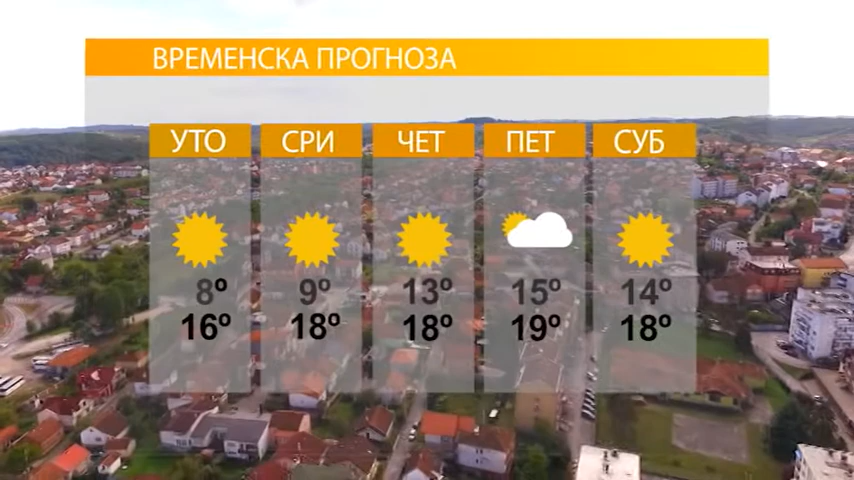 ВРЕМЕНСКА ПРОГНОЗА
УТО СРИ ЧЕТ ПЕТ СУБ
8º 9º 13º 15º 14º
16º 18º 18º 19º 18º